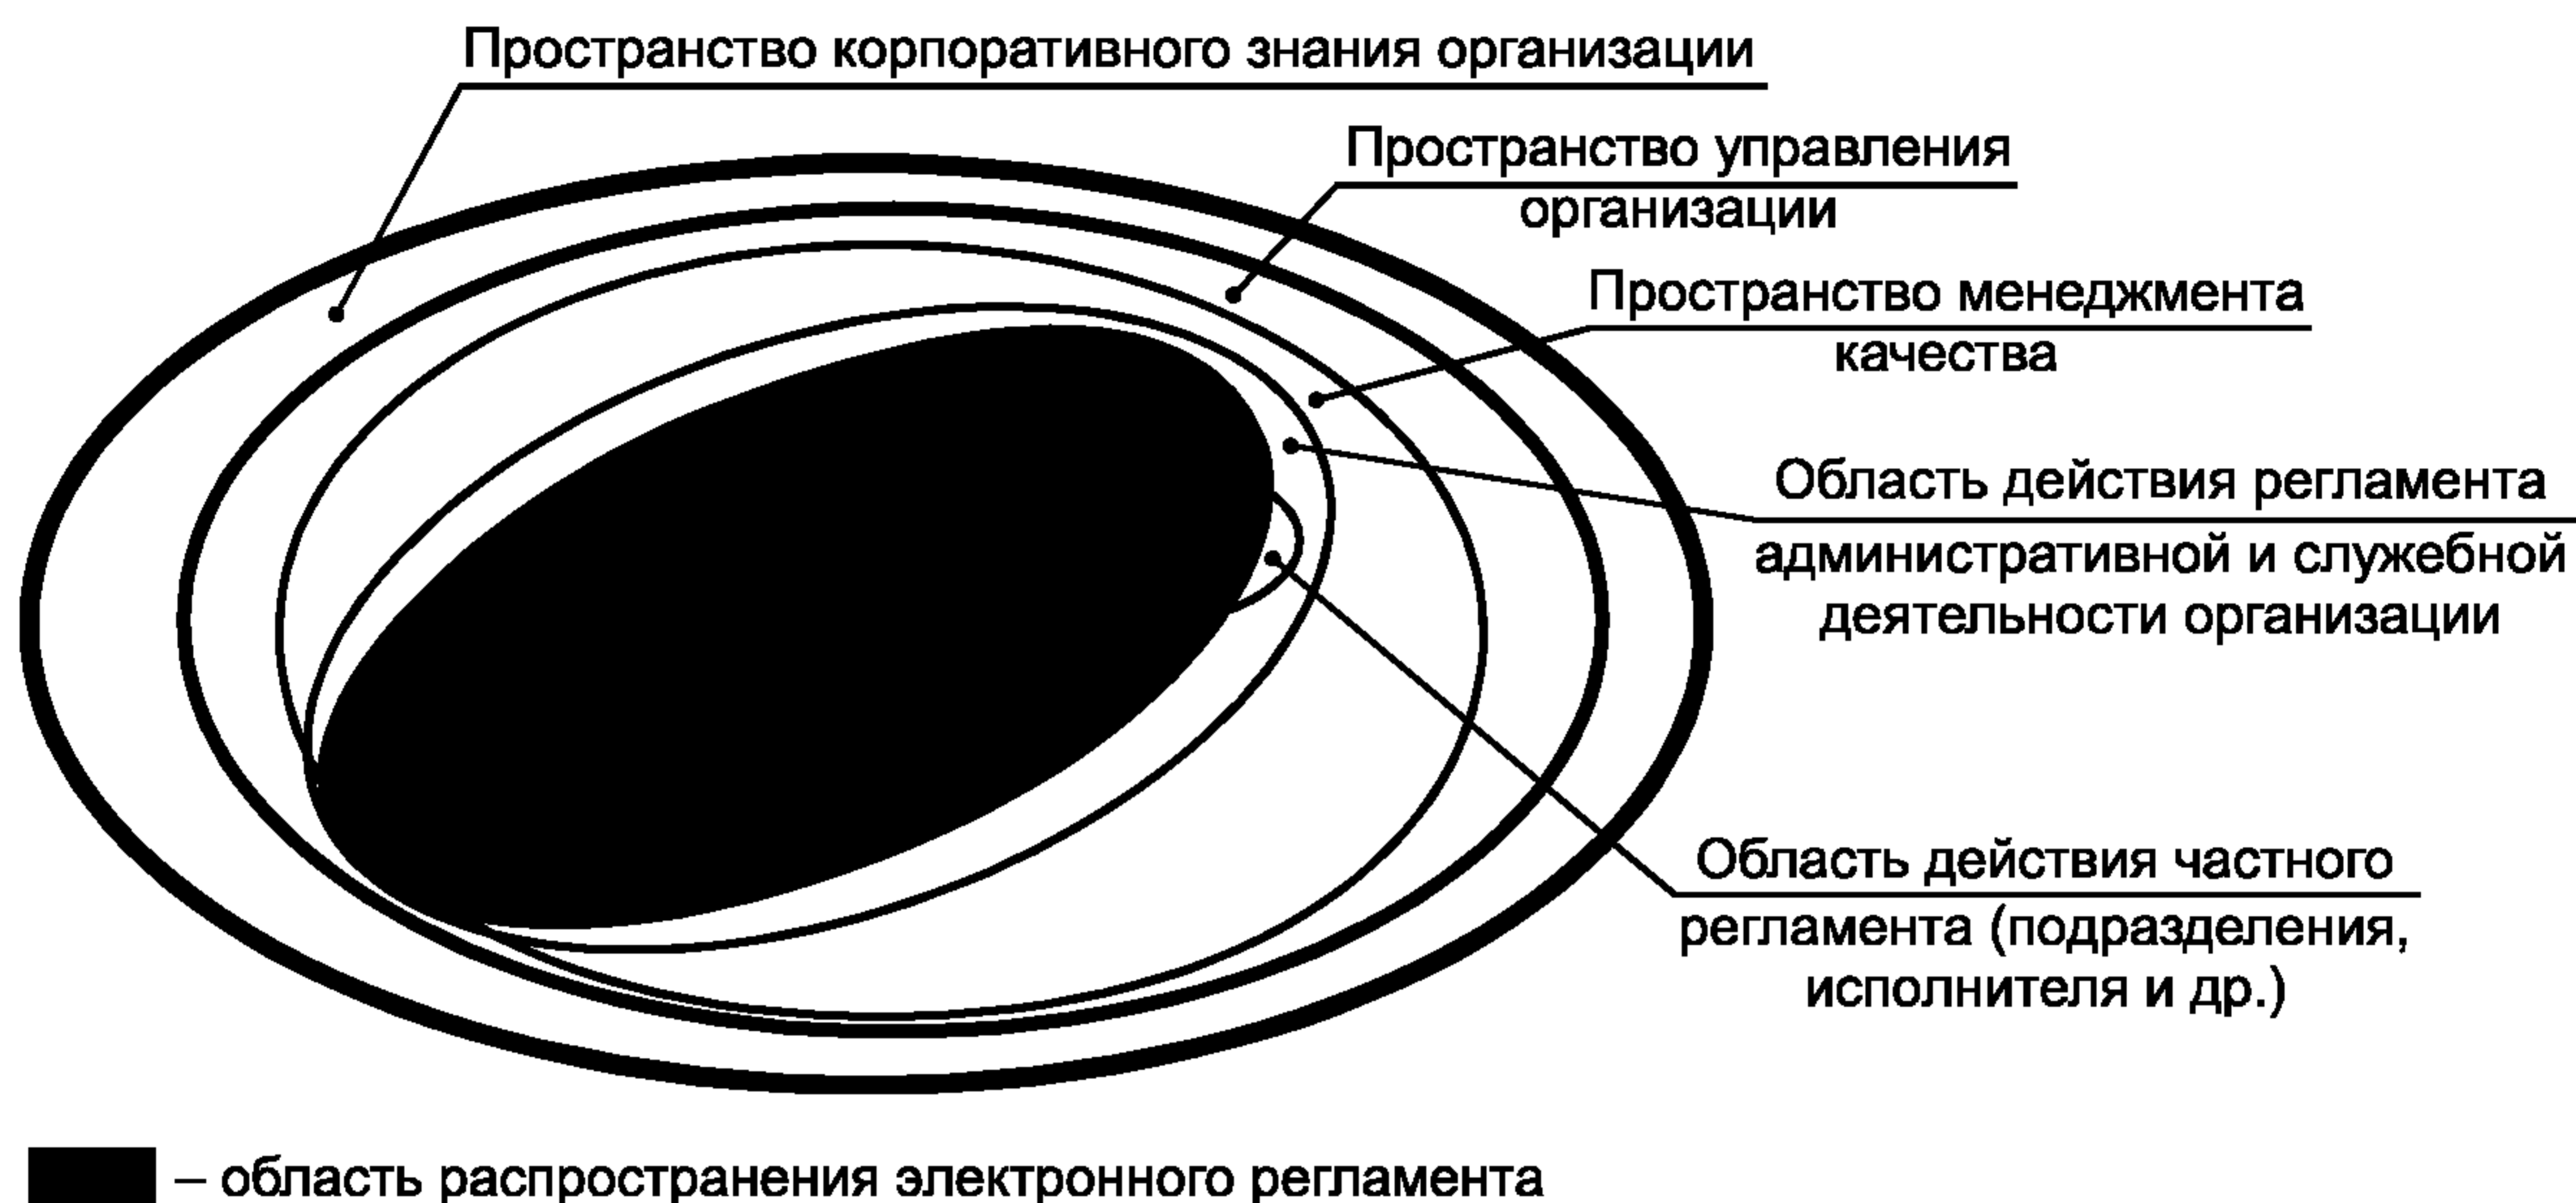 Пространство корпоративного знания организации
Пространство управления
организации
Пространство менеджмента
качества
Область действия регламента
административной и служебной
деятельности организации
Область действия частного
регламента (подразделения,
исполнителя и др.)
– область распространения электронного регламента